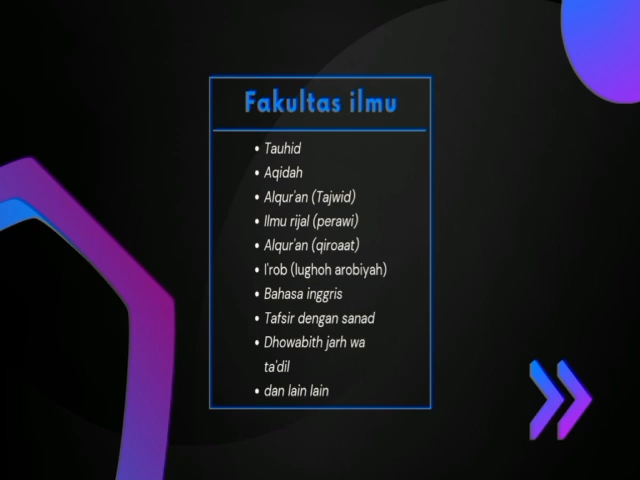 Fakultas ilmu
• Tauhid
• Aqidah
• Alqur'an (Tajwid)
• Ilmu rijal (perawi)
• Alqur'an (qiroaat)
• I'rob (lughoh arobiyah)
• Bahasa inggris
• Tafsir dengan sanad
• Dhowabith jarh wa
ta'dil
• dan lain lain